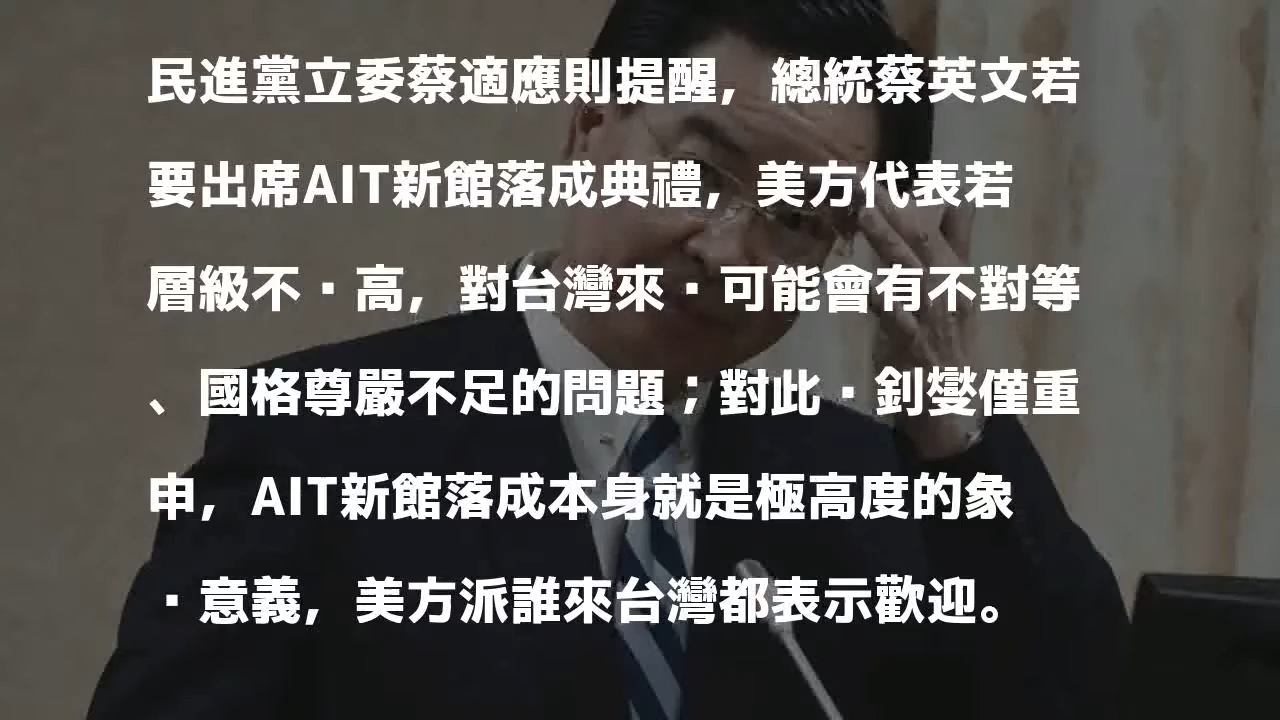 民進黨立委蔡適應則提醒，總統蔡英文若
要出席AIT新館落成典禮，美方代表若
層級不·高，對台灣來·可能會有不對等
、國格尊嚴不足的問題；對此·釗燮僅重
申，AIT新館落成本身就是極高度的象
·意義，美方派誰來台灣都表示歡迎。